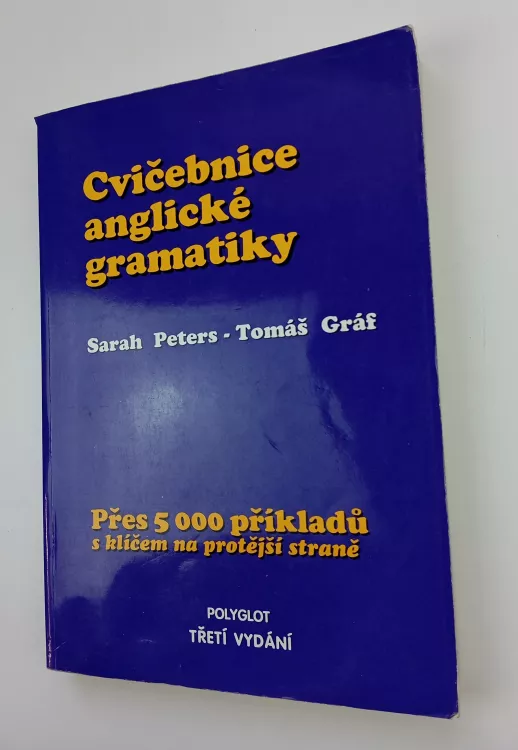 Cvičebnice
anglické
gramatiky
Sarah Peters - Tomáš Gráf
Přes 5 000 příkladů
s klíčem na protější straně
POLYGLOT
TŘETÍ VYDÁNÍ